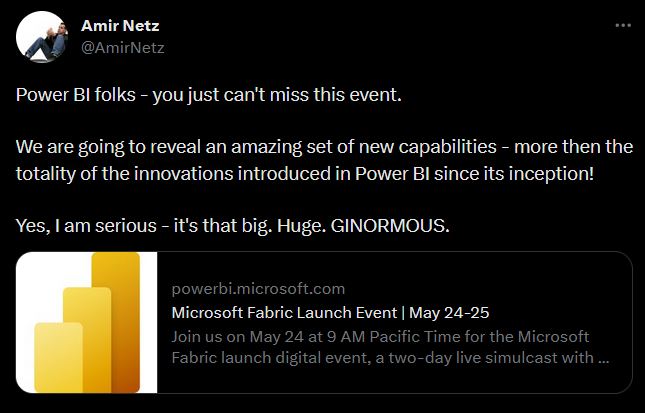 Amir Netz
@AmirNetz
Power BI folks - you just can't miss this event.
We are going to reveal an amazing set of new capabilities - more then the
totality of the innovations introduced in Power BI since its inception!
Yes, I am serious - it's that big. Huge. GINORMOUS.
powerbi.microsoft.com
Microsoft Fabric Launch Event | May 24-25
Join us on May 24 at 9 AM Pacific Time for the Microsoft
Fabric launch digital event, a two-day live simulcast with ...